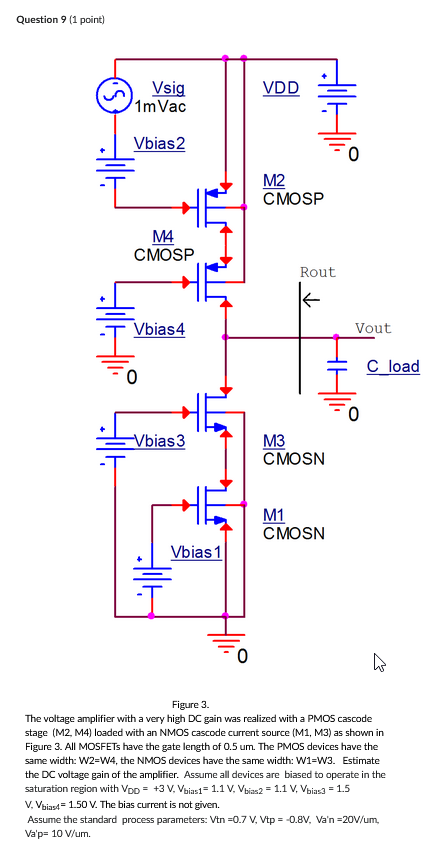 Question 9 (1 point)
Vsig
1mVac
VDD
Vbias2
0
M2
CMOSP
M4
CMOSP
Rout
Vbias4
Vout
0
C_load
0
Vbias3
M3
CMOSN
M1
CMOSN
Vbias1
0
Figure 3.
The voltage amplifier with a very high DC gain was realized with a PMOS cascode
stage (M2, M4) loaded with an NMOS cascode current source (M1, M3) as shown in
Figure 3. All MOSFETs have the gate length of 0.5 um. The PMOS devices have the
same width: W2=W4, the NMOS devices have the same width: W1=W3. Estimate
the DC voltage gain of the amplifier. Assume all devices are biased to operate in the
saturation region with VDD = +3 V, Vbias1= 1.1 V, Vbias2 = 1.1 V, Vbias3 = 1.5
V, Vbias4= 1.50 V. The bias current is not given.
Assume the standard process parameters: Vtn =0.7 V, Vtp = -0.8V, Va'n =20V/um,
Va'p= 10 V/um.